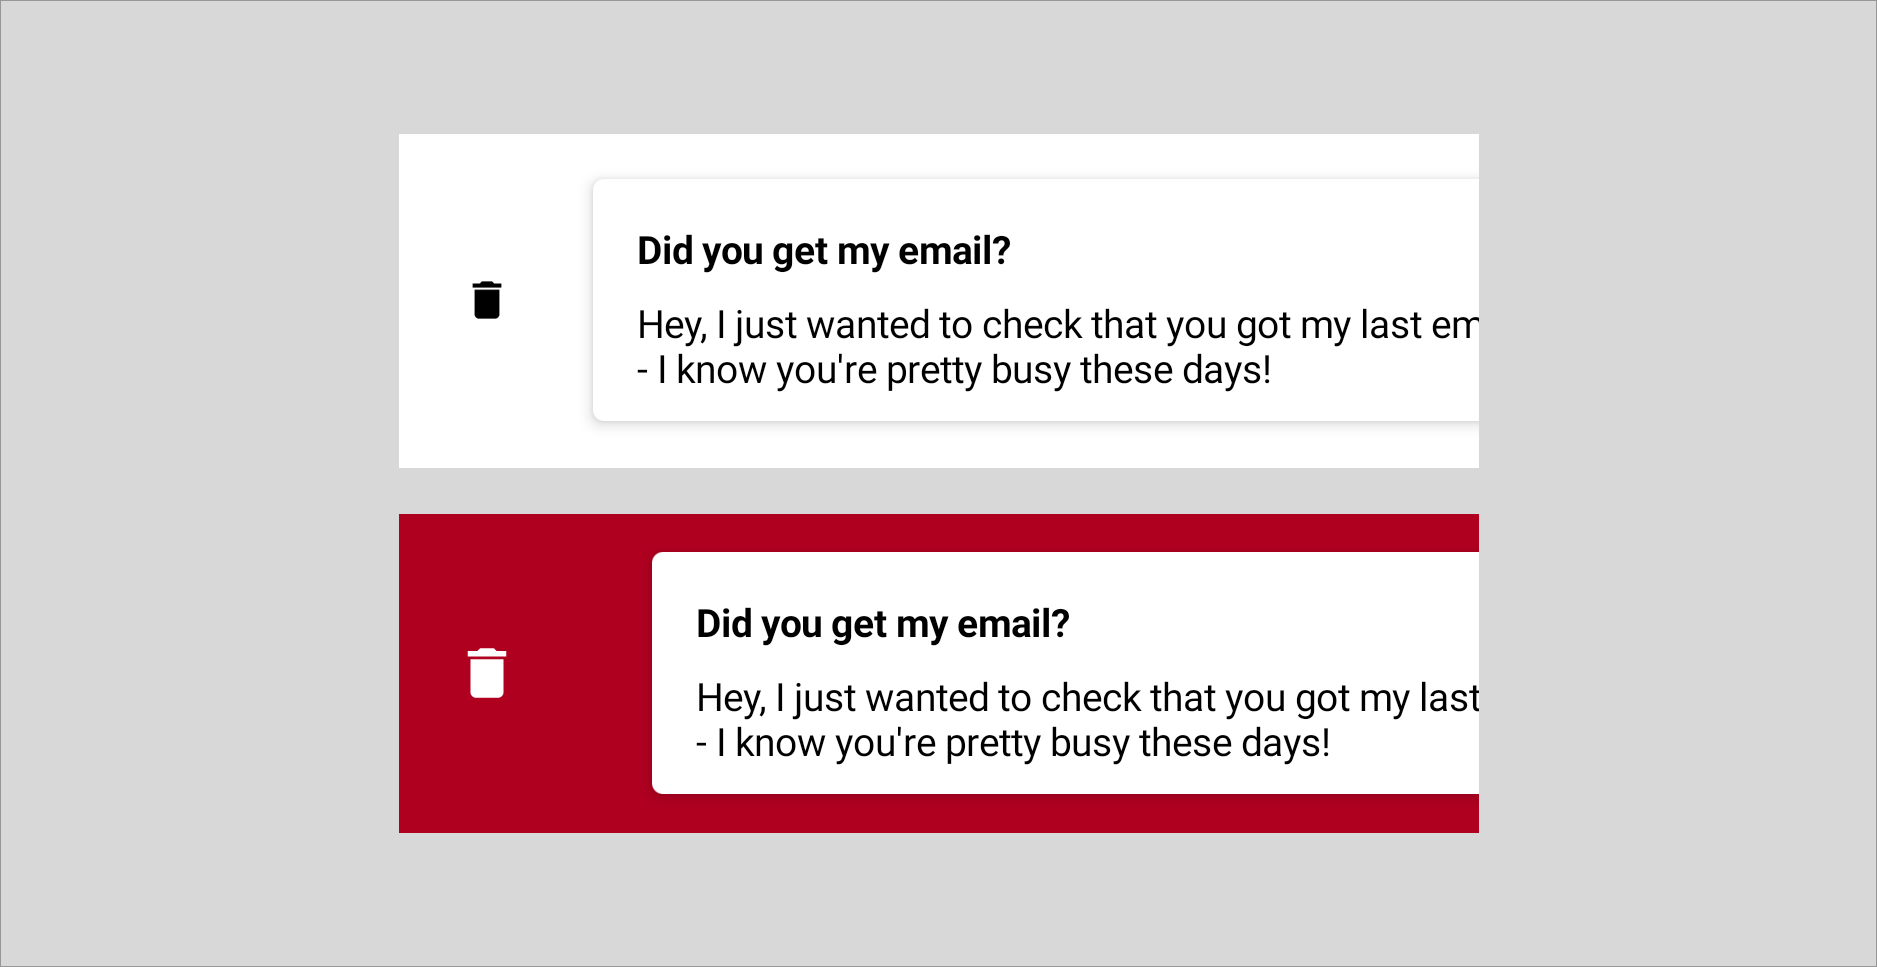 Did you get my email?
Hey, I just wanted to check that you got my last em
- I know you're pretty busy these days!
Did you get my email?
Hey, I just wanted to check that you got my last
- I know you're pretty busy these days!